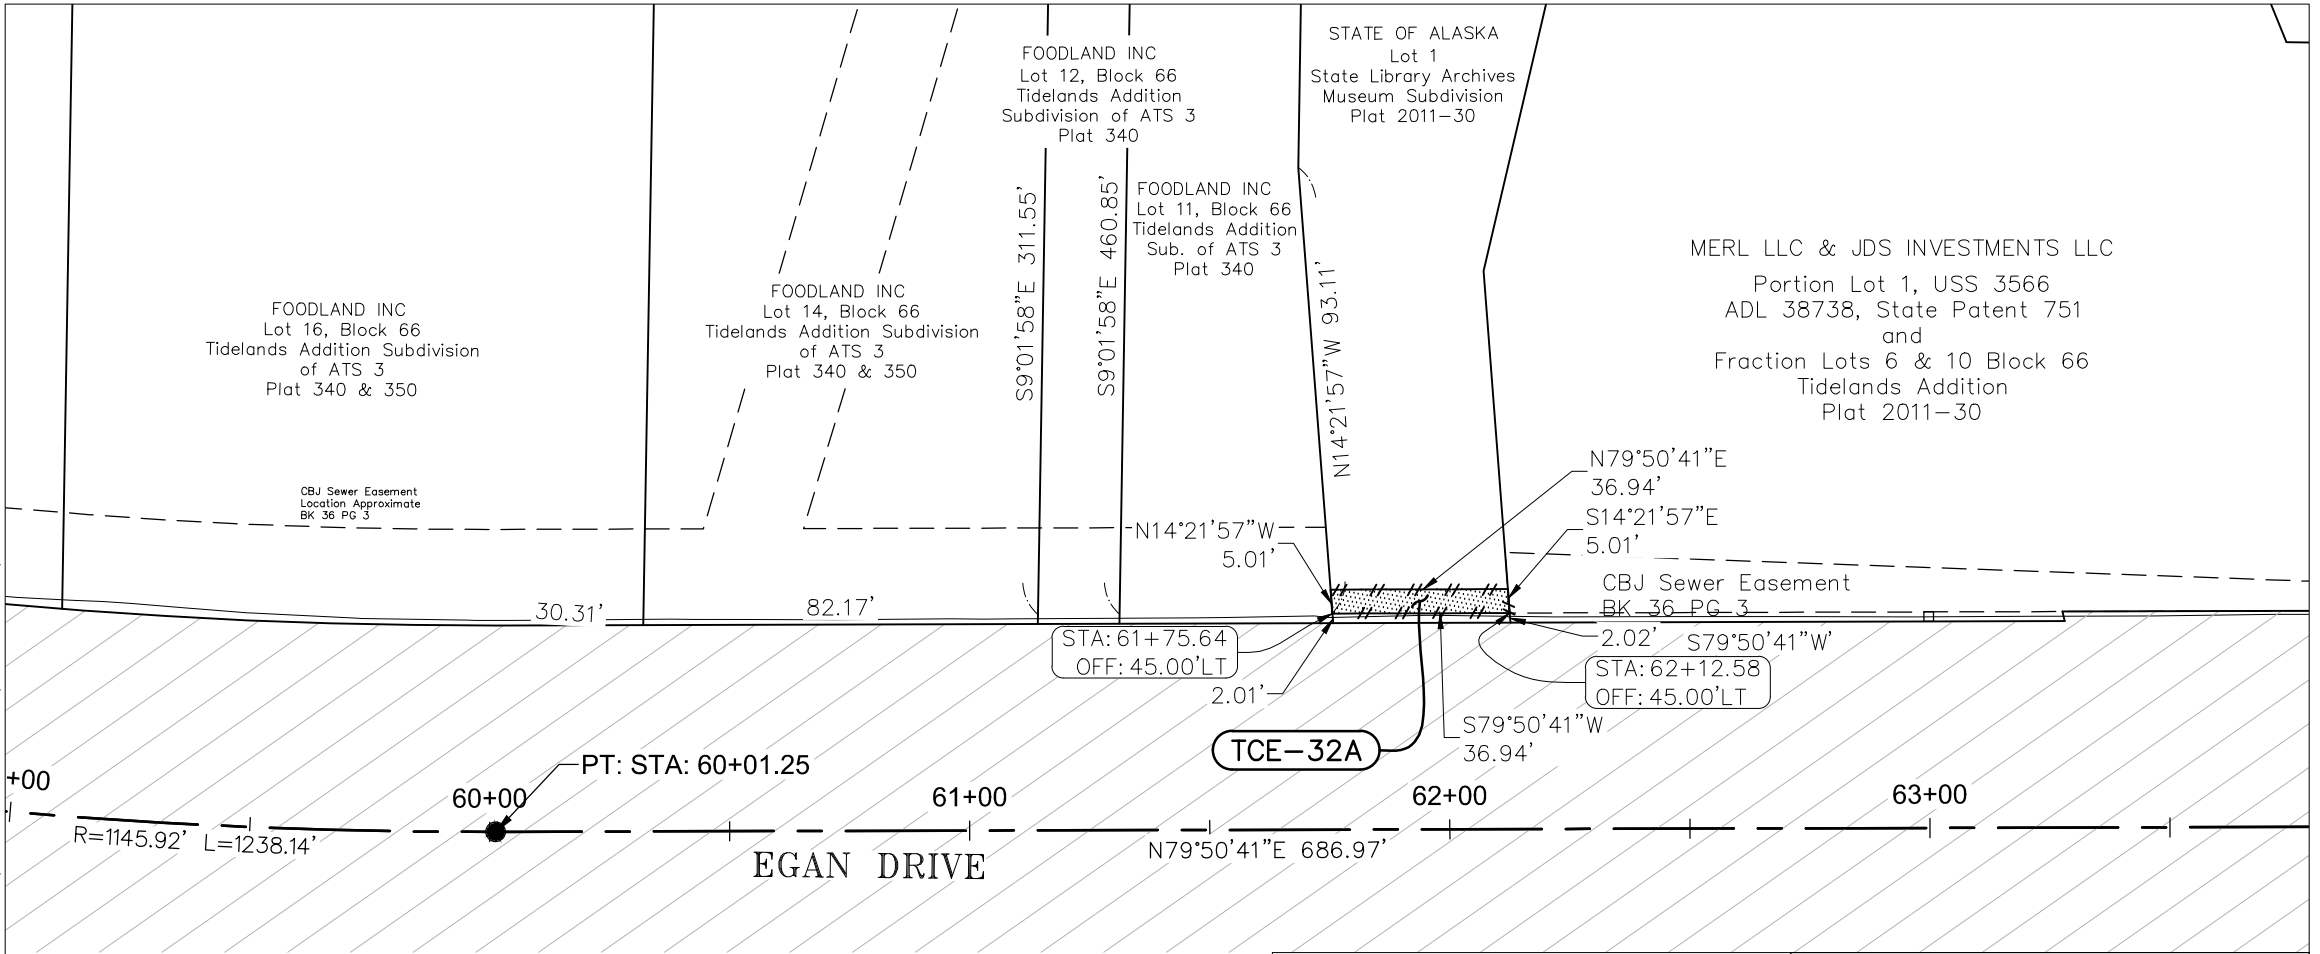 FOODLAND INC
Lot 16, Block 66
Tidelands Addition Subdivision
of ATS 3
Plat 340 & 350
CBJ Sewer Easement
Location Approximate
BK 36 PG 3
FOODLAND INC
Lot 14, Block 66
Tidelands Addition Subdivision
of ATS 3
Plat 340 & 350
FOODLAND INC
Lot 12, Block 66
Tidelands Addition
Subdivision of ATS 3
Plat 340
S9°01'58"E 311.55'
S9°01'58"E 460.85'
FOODLAND INC
Lot 11, Block 66
Tidelands Addition
Sub. of ATS 3
Plat 340
STATE OF ALASKA
Lot 1
State Library Archives
Museum Subdivision
Plat 2011-30
N14°21'57"W 93.11'
MERL LLC & JDS INVESTMENTS LLC
Portion Lot 1, USS 3566
ADL 38738, State Patent 751
and
Fraction Lots 6 & 10 Block 66
Tidelands Addition
Plat 2011-30
N79°50'41"E
36.94'
S14°21'57"E
5.01'
N14°21'57"W
5.01'
CBJ Sewer Easement
BK 36 PG 3
30.31'
82.17'
STA: 61+75.64
OFF: 45.00'LT
2.01'
2.02' S79°50'41"W'
STA: 62+12.58
OFF: 45.00'LT
S79°50'41"W
36.94'
TCE-32A
PT: STA: 60+01.25
+00
60+00
61+00
62+00
63+00
R=1145.92' L=1238.14'
N79°50'41"E 686.97'
EGAN DRIVE